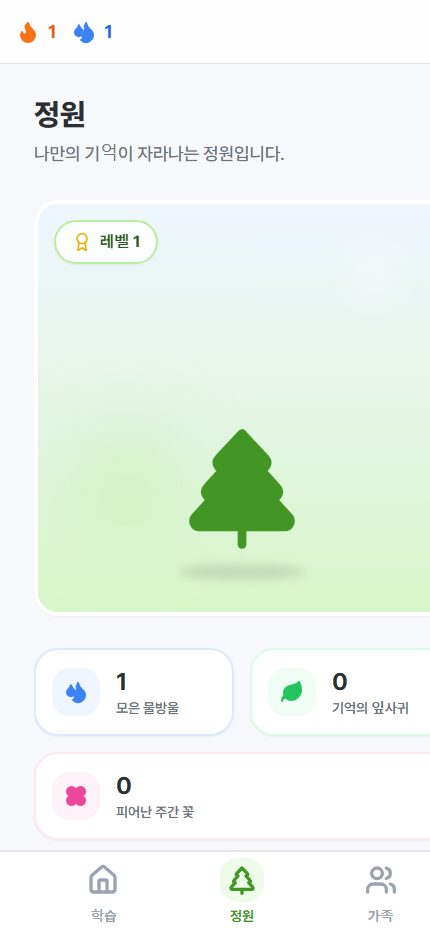 1 1
정원
나만의 기억이 자라나는 정원입니다.
레벨 1
1
모은 물방울
0
기억의 잎사귀
0
피어난 주간 꽃
학습 정원 가족